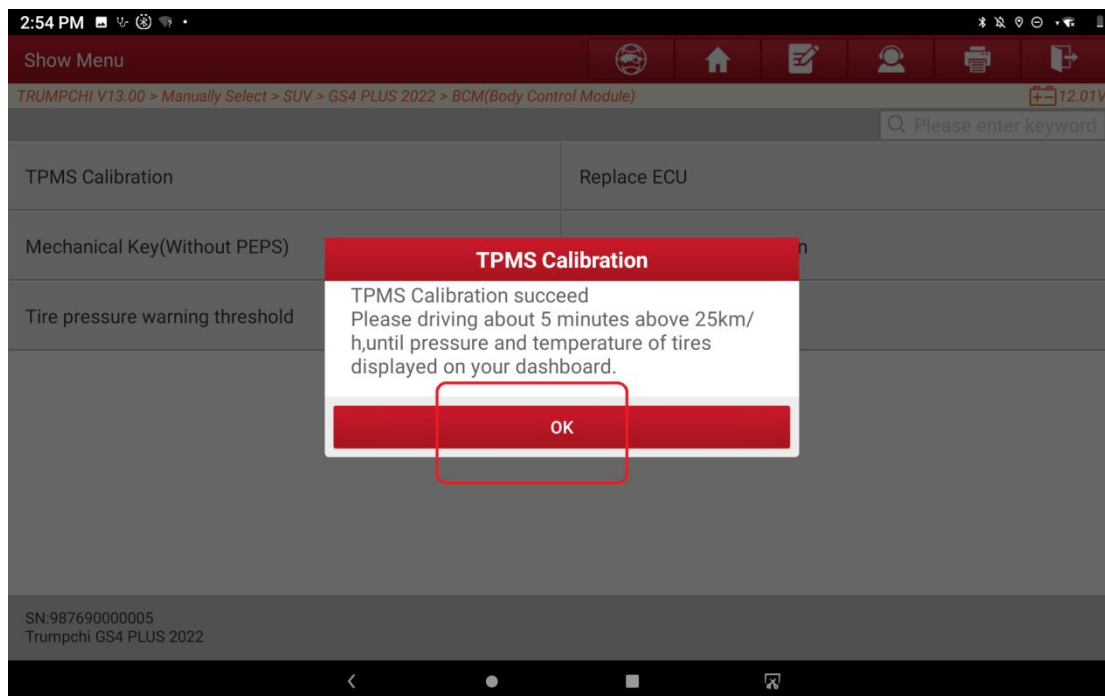 2:54 PM
Show Menu
TRUMPCHI V13.00 > Manually Select > SUV > GS4 PLUS 2022 > BCM(Body Control Module)
12.01V
Please enter keyword
TPMS Calibration
Replace ECU
Mechanical Key(Without PEPS)
Tire pressure warning threshold
TPMS Calibration
TPMS Calibration succeed
Please driving about 5 minutes above 25km/
h,until pressure and temperature of tires
displayed on your dashboard.
OK
SN:987690000005
Trumpchi GS4 PLUS 2022